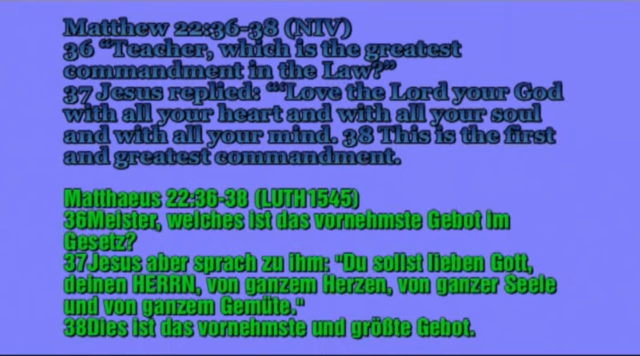 Matthew 22:36-38 (NIV)
36 “Teacher, which is the greatest
commandment in the Law?”
37 Jesus replied: “‘Love the Lord your God
with all your heart and with all your soul
and with all your mind. 38 This is the first
and greatest commandment.
Matthaeus 22:36-38 (LUTH1545)
36Meister, welches ist das vornehmste Gebot im
Gesetz?
37Jesus aber sprach zu ihm: "Du sollst lieben Gott,
deinen HERRN, von ganzem Herzen, von ganzer Seele
und von ganzem Gemüte."
38Dies ist das vornehmste und größte Gebot.